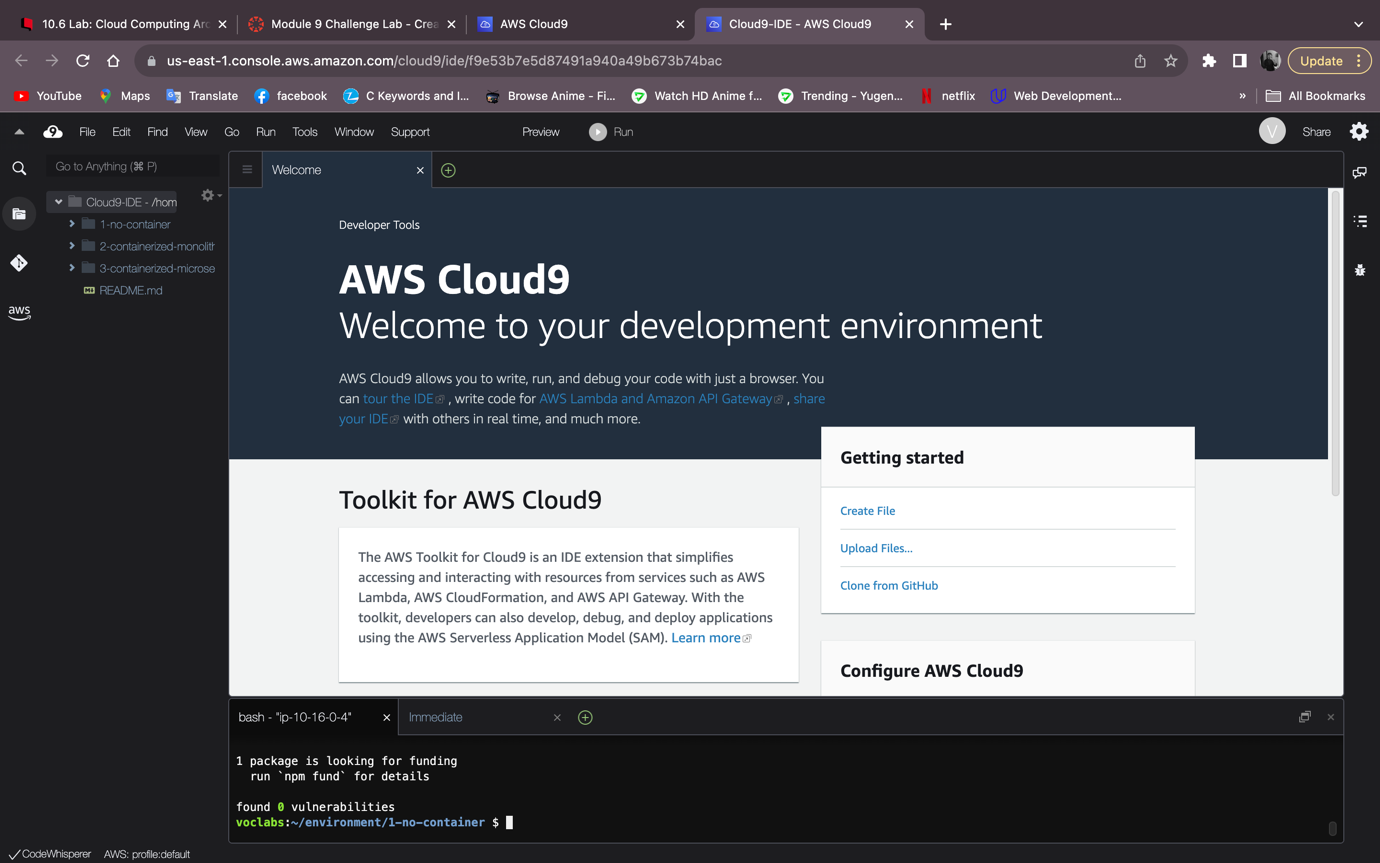 10.6 Lab: Cloud Computing Arc
Module 9 Challenge Lab - Crea
AWS Cloud9
Cloud9-IDE - AWS Cloud9
us-east-1.console.aws.amazon.com/cloud9/ide/f9e53b7e5d87491a940a49b673b74bac
Update
YouTube
Maps
Translate
facebook
C Keywords and I...
Browse Anime - Fi...
Watch HD Anime f...
Trending - Yugen...
netflix
Web Development...
»
All Bookmarks
9
File Edit Find View Go Run Tools Window Support
Preview
Run
V
Share
Go to Anything (⌘ P)
Welcome
Cloud9-IDE - /hom
1-no-container
2-containerized-monolith
3-containerized-microse
README.md
aws
Developer Tools
AWS Cloud9
Welcome to your development environment
AWS Cloud9 allows you to write, run, and debug your code with just a browser. You
can tour the IDE , write code for AWS Lambda and Amazon API Gateway , share
your IDE with others in real time, and much more.
Toolkit for AWS Cloud9
The AWS Toolkit for Cloud9 is an IDE extension that simplifies
accessing and interacting with resources from services such as AWS
Lambda, AWS CloudFormation, and AWS API Gateway. With the
toolkit, developers can also develop, debug, and deploy applications
using the AWS Serverless Application Model (SAM). Learn more
Getting started
Create File
Upload Files...
Clone from GitHub
Configure AWS Cloud9
bash - "ip-10-16-0-4"
Immediate
1 package is looking for funding
run `npm fund` for details
found 0 vulnerabilities
voclabs:~/environment/1-no-container $
CodeWhisperer
AWS: profile:default